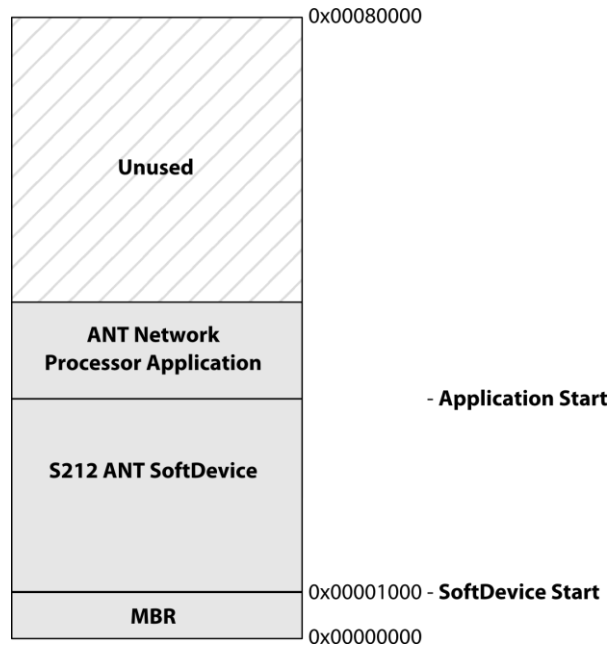 0x00080000
Unused
ANT Network
Processor Application
- Application Start
S212 ANT SoftDevice
0x00001000 - SoftDevice Start
MBR
0x00000000